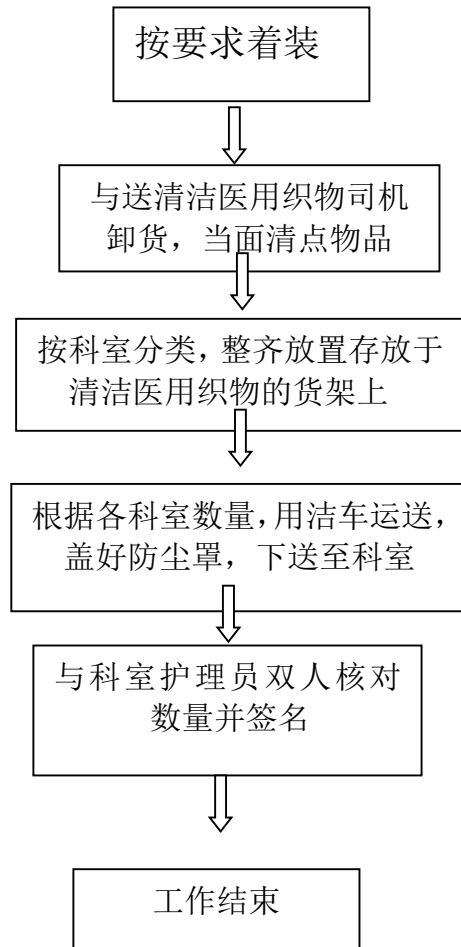 按要求着装
与送清洁医用织物司机
卸货，当面清点物品
按科室分类，整齐放置存放于
清洁医用织物的货架上
根据各科室数量，用洁车运送，
盖好防尘罩，下送至科室
与科室护理员双人核对
数量并签名
工作结束